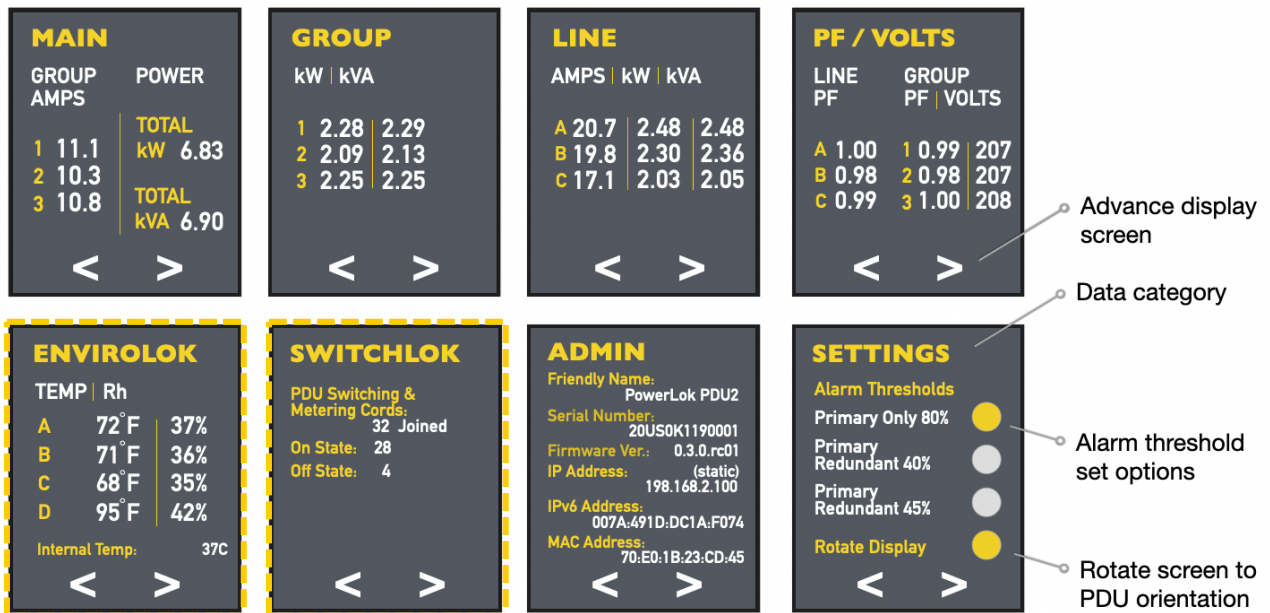 MAIN
GROUP AMPS
POWER
1 11.1
2 10.3
3 10.8
TOTAL
kW 6.83
TOTAL
kVA 6.90
< >
GROUP
kW | kVA
1 2.28 | 2.29
2 2.09 | 2.13
3 2.25 | 2.25
< >
LINE
AMPS | kW | kVA
A 20.7 | 2.48 | 2.48
B 19.8 | 2.30 | 2.36
C 17.1 | 2.03 | 2.05
< >
PF / VOLTS
LINE
PF
GROUP
PF | VOLTS
A 1.00
B 0.98
C 0.99
1 0.99 | 207
2 0.98 | 207
3 1.00 | 208
< >
Advance display
screen
ENVIROLOK
TEMP | Rh
A 72°F | 37%
B 71°F | 36%
C 68°F | 35%
D 95°F | 42%
Internal Temp: 37C
< >
SWITCHLOK
PDU Switching &
Metering Cords:
32 Joined
On State: 28
Off State: 4
< >
ADMIN
Friendly Name:
PowerLok PDU2
Serial Number:
20US0K1190001
Firmware Ver.: 0.3.0.rc01
IP Address: (static)
198.168.2.100
IPv6 Address:
007A:491D:DC1A:F074
MAC Address:
70:E0:1B:23:CD:45
< >
SETTINGS
Alarm Thresholds
Primary Only 80%
Primary
Redundant 40%
Primary
Redundant 45%
Rotate Display
< >
Data category
Alarm threshold
set options
Rotate screen to
PDU orientation